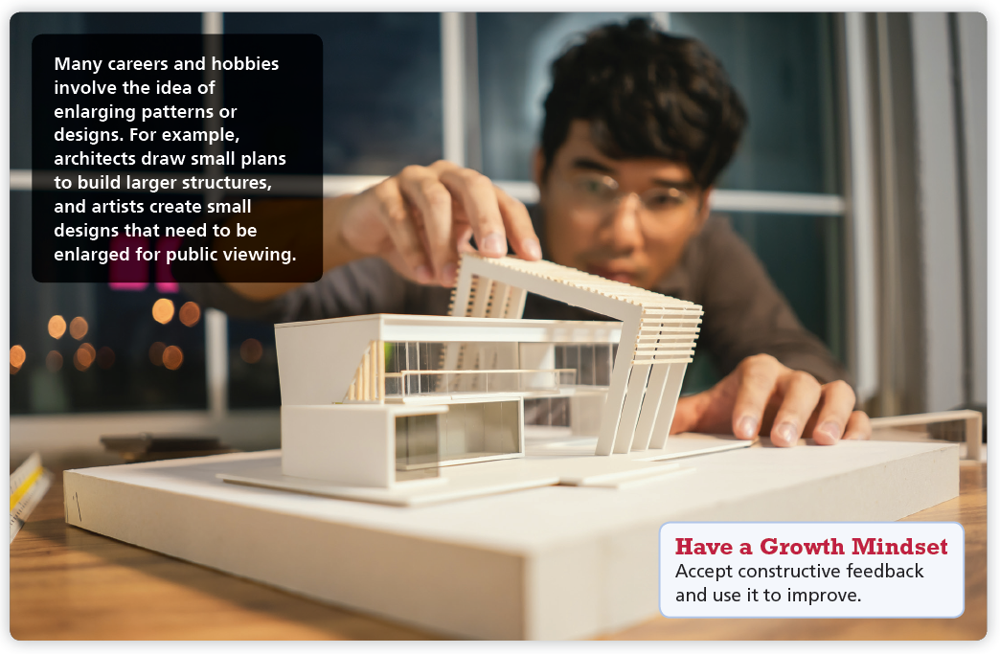 Many careers and hobbies
involve the idea of
enlarging patterns or
designs. For example,
architects draw small plans
to build larger structures,
and artists create small
designs that need to be
enlarged for public viewing.
Have a Growth Mindset
Accept constructive feedback
and use it to improve.